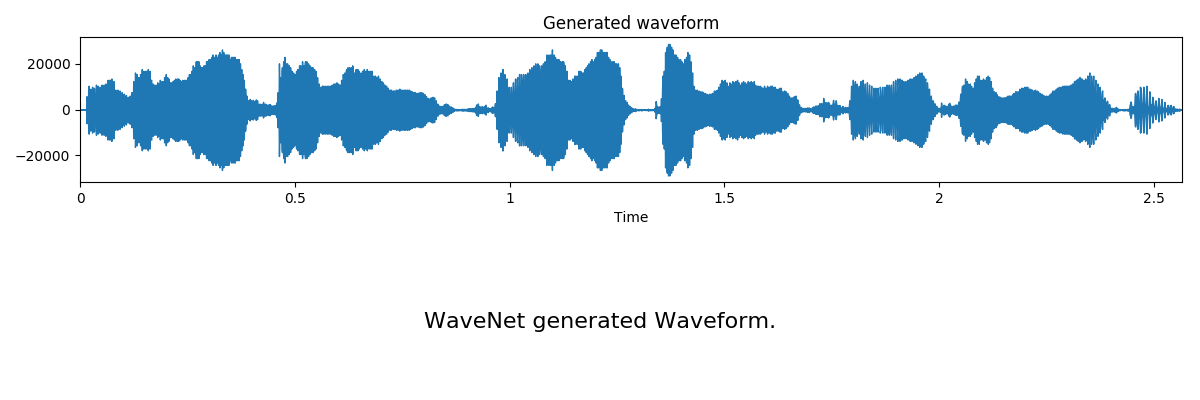 Generated waveform
20000
0
−20000
0 0.5 1 1.5 2 2.5
Time
WaveNet generated Waveform.